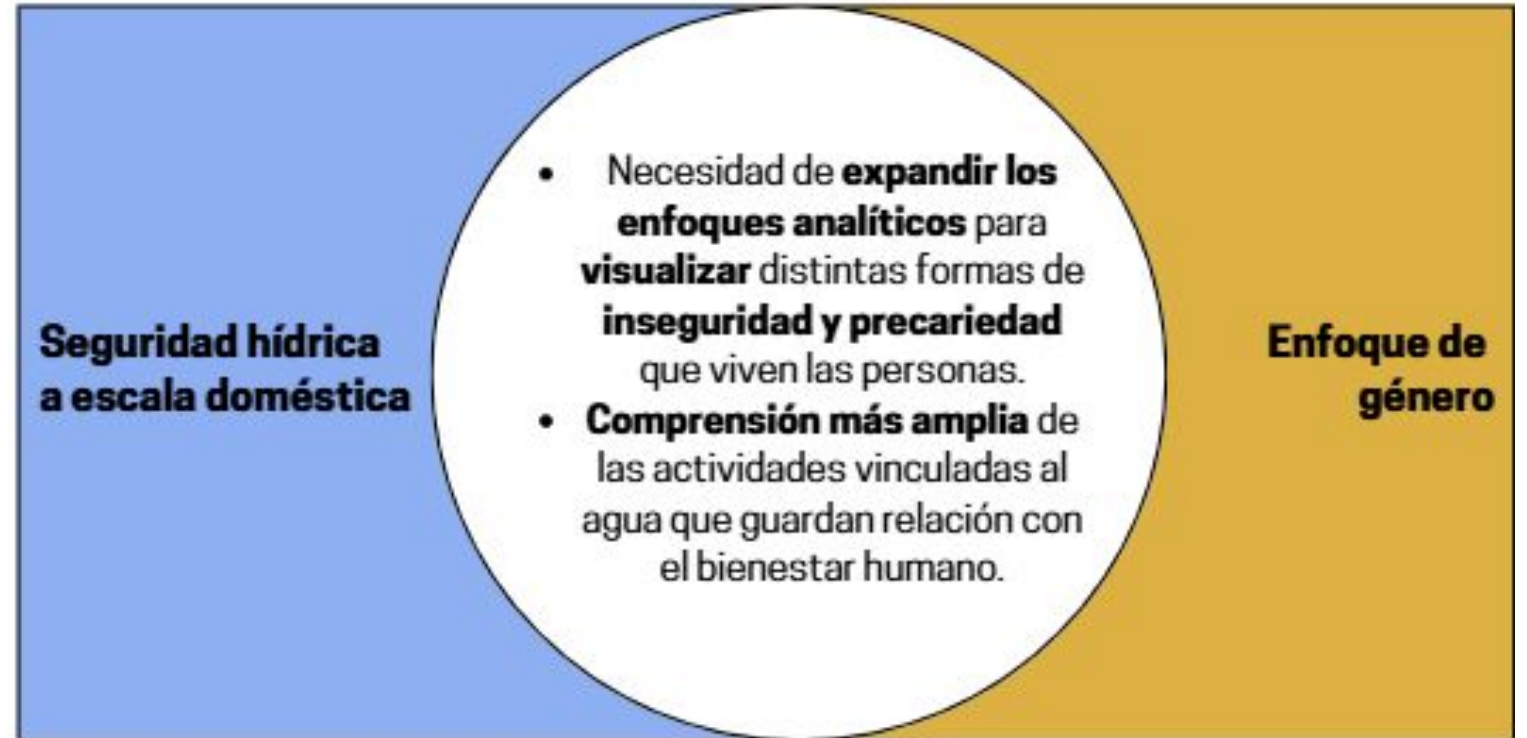 Seguridad hídrica
a escala doméstica
• Necesidad de expandir los
enfoques analíticos para
visualizar distintas formas de
inseguridad y precariedad
que viven las personas.
• Comprensión más amplia de
las actividades vinculadas al
agua que guardan relación con
el bienestar humano.
Enfoque de
género